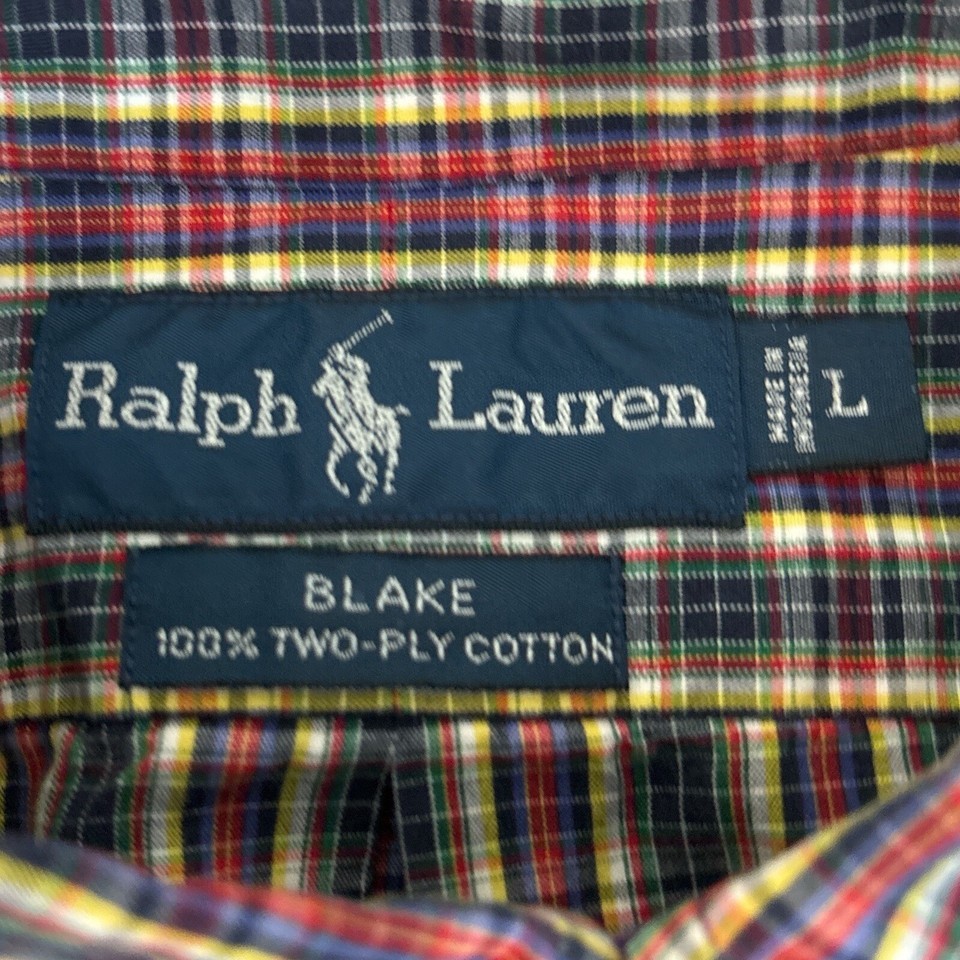 Ralph Lauren
MADE IN
INDONESIA
L
BLAKE
100% TWO-PLY COTTON